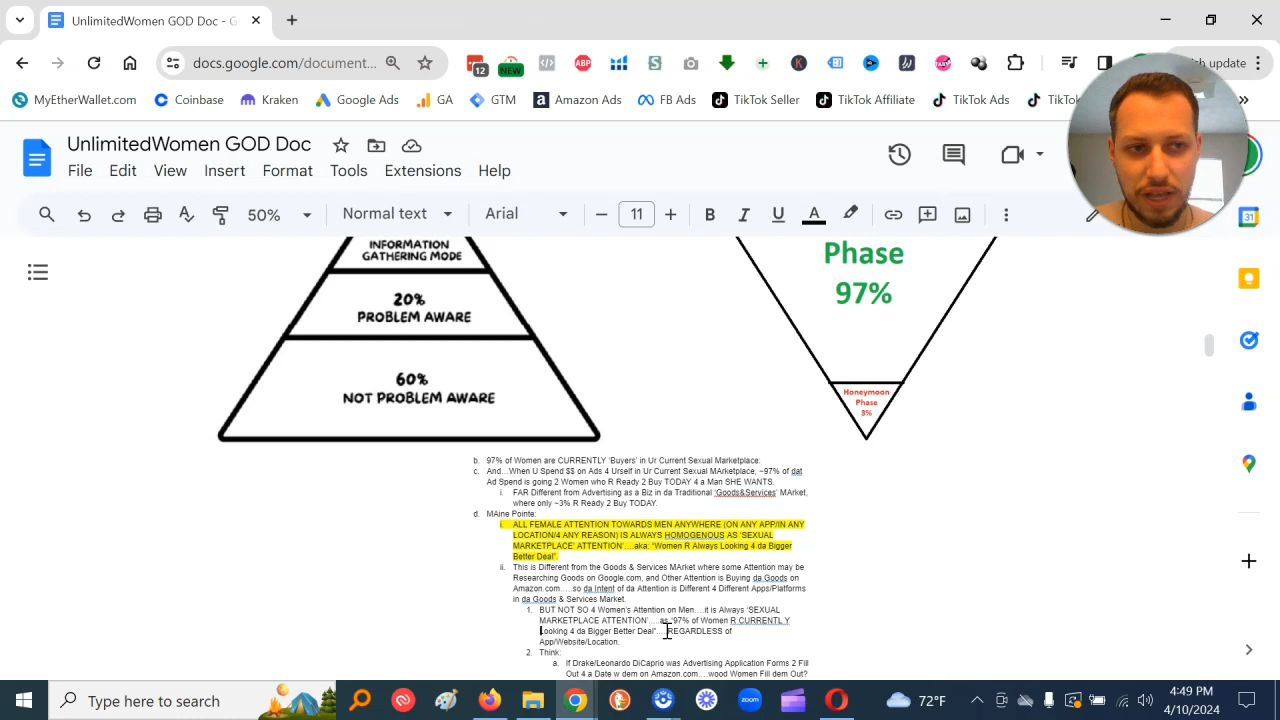 UnlimitedWomen GOD Doc - G
docs.google.com/document...
12
NEW
ABP
th update
MyEtherWallet.com
Coinbase
Kraken
Google Ads
GA
GTM
Amazon Ads
FB Ads
TikTok Seller
TikTok Affiliate
TikTok Ads
TikTok
UnlimitedWomen GOD Doc
File Edit View Insert Format Tools Extensions Help
50% Normal text Arial 11
INFORMATION
GATHERING MODE
20%
PROBLEM AWARE
60%
NOT PROBLEM AWARE
Phase
97%
Honeymoon
Phase
3%
b. 97% of Women are CURRENTLY 'Buyers' in Ur Current Sexual Marketplace:
c. And...When U Spend $$ on Ads 4 Urself in Ur Current Sexual MArketplace, ~97% of dat
Ad Spend is going 2 Women who R Ready 2 Buy TODAY 4 a Man SHE WANTS.
i. FAR Different from Advertising as a Biz in da Traditional 'Goods&Services' MArket,
where only ~3% R Ready 2 Buy TODAY.
d. MAine Pointe:
i. ALL FEMALE ATTENTION TOWARDS MEN ANYWHERE (ON ANY APP/IN ANY
LOCATION/4 ANY REASON) IS ALWAYS HOMOGENOUS AS 'SEXUAL
MARKETPLACE' ATTENTION'....aka: "Women R Always Looking 4 da Bigger
Better Deal".
ii. This is Different from the Goods & Services MArket where some Attention may be
Researching Goods on Google.com, and Other Attention is Buying da Goods on
Amazon.com.....so da Intent of da Attention is Different 4 Different Apps/Platforms
in da Goods & Services Market.
1. BUT NOT SO 4 Women's Attention on Men....it is Always 'SEXUAL
MARKETPLACE ATTENTION'....as "97% of Women R CURRENTL Y
Looking 4 da Bigger Better Deal"....REGARDLESS of
App/Website/Location.
2. Think:
a. If Drake/Leonardo DiCaprio was Advertising Application Forms 2 Fill
Out 4 a Date w dem on Amazon.com....wood Women Fill dem Out?
Type here to search
zoom
72°F
4:49 PM
4/10/2024